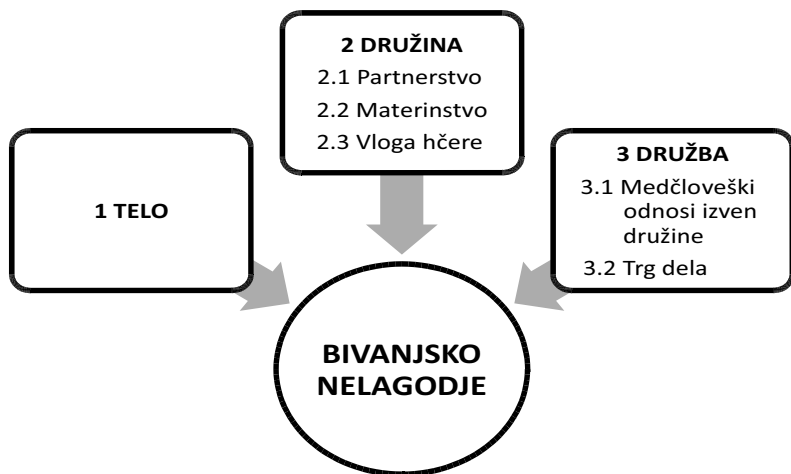 1 TELO
2 DRUŽINA
2.1 Partnerstvo
2.2 Materinstvo
2.3 Vloga hčere
3 DRUŽBA
3.1 Medčloveški
odnosi izven
družine
3.2 Trg dela
BIVANJSKO
NELAGODJE